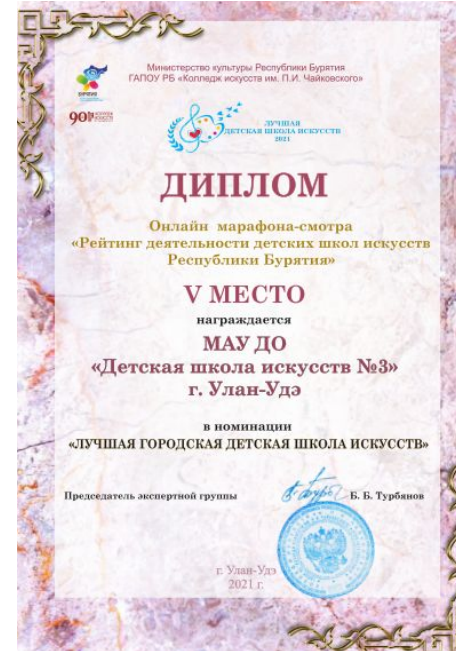 Министерство культуры Республики Бурятия
ГАПОУ РБ «Колледж искусств им. П.И. Чайковского»
90
ЛУЧШАЯ
ДЕТСКАЯ ШКОЛА ИСКУССТВ
2021
ДИПЛОМ
Онлайн марафона-смотра
«Рейтинг деятельности детских школ искусств
Республики Бурятия»
V МЕСТО
награждается
МАУ ДО
«Детская школа искусств №3»
г. Улан-Удэ
в номинации
«ЛУЧШАЯ ГОРОДСКАЯ ДЕТСКАЯ ШКОЛА ИСКУССТВ»
Председатель экспертной группы
Б. Б. Турбянов
г. Улан-Удэ
2021 г.